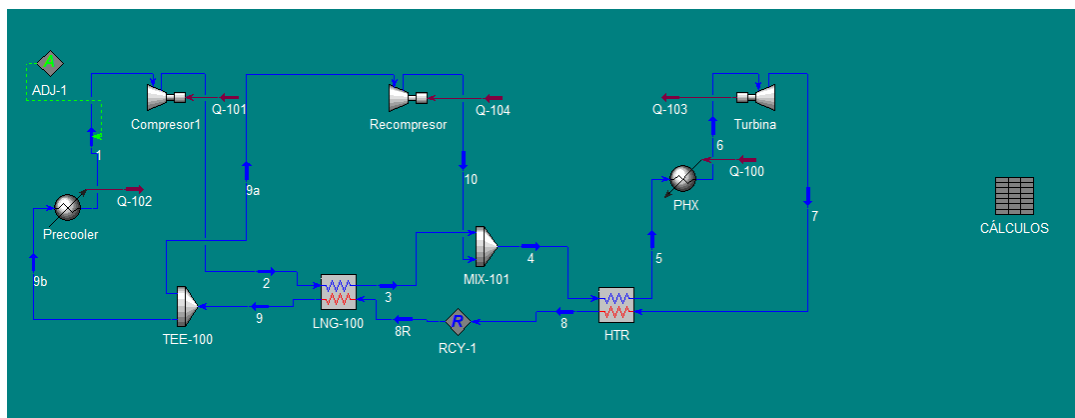 A
ADJ-1
Compresor1
Q-101
1
Q-102
Precooler
9b
9a
TEE-100
2
9
LNG-100
3
8R
R
RCY-1
Recompresor
Q-104
10
MIX-101
4
8
HTR
5
PHX
Q-100
6
Q-103
Turbina
7
CÁLCULOS